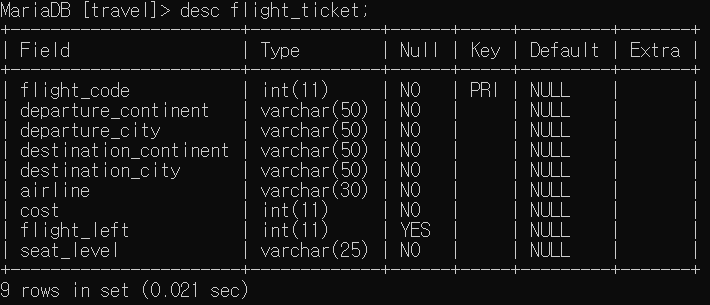 MariaDB [travel]> desc flight_ticket;
+-----------------------+-------------+------+-----+---------+-------+
| Field                 | Type        | Null | Key | Default | Extra |
+-----------------------+-------------+------+-----+---------+-------+
| flight_code           | int(11)     | NO   | PRI | NULL    |       |
| departure_continent   | varchar(50) | NO   |     | NULL    |       |
| departure_city        | varchar(50) | NO   |     | NULL    |       |
| destination_continent | varchar(50) | NO   |     | NULL    |       |
| destination_city      | varchar(50) | NO   |     | NULL    |       |
| airline               | varchar(30) | NO   |     | NULL    |       |
| cost                  | int(11)     | NO   |     | NULL    |       |
| flight_left           | int(11)     | YES  |     | NULL    |       |
| seat_level            | varchar(25) | NO   |     | NULL    |       |
+-----------------------+-------------+------+-----+---------+-------+
9 rows in set (0.021 sec)